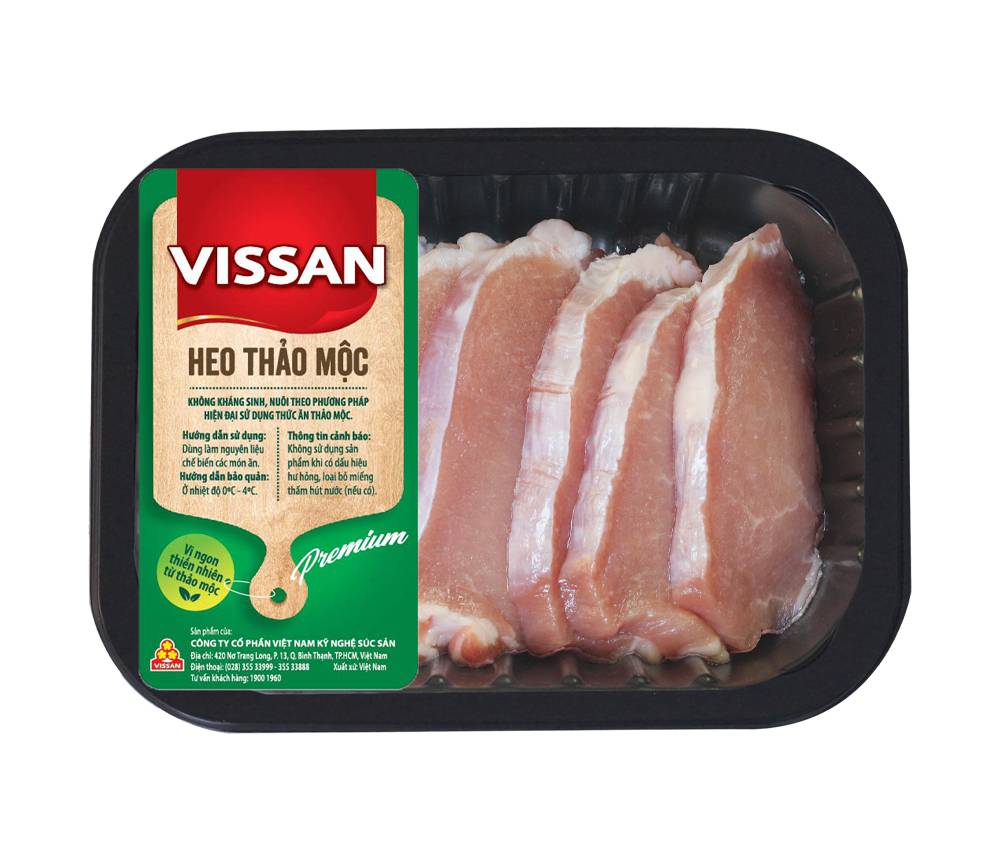 VISSAN
HEO THẢO MỘC
KHÔNG KHÁNG SINH, NUÔI THEO PHƯƠNG PHÁP
HIỆN ĐẠI SỬ DỤNG THỨC ĂN THẢO MỘC.
Hướng dẫn sử dụng:
Dùng làm nguyên liệu
chế biến các món ăn.
Hướng dẫn bảo quản:
Ở nhiệt độ 0ºC - 4ºC.
Thông tin cảnh báo:
Không sử dụng sản
phẩm khi có dấu hiệu
hư hỏng, loại bỏ miếng
thấm hút nước (nếu có).
Premium
Vị ngon
thiên nhiên
từ thảo mộc
Sản phẩm của:
CÔNG TY CỔ PHẦN VIỆT NAM KỸ NGHỆ SÚC SẢN
Địa chỉ: 420 Nơ Trang Long, P. 13, Q. Bình Thạnh, TP.HCM, Việt Nam
Điện thoại: (028) 355 33999 - 355 33888 Xuất xứ: Việt Nam
Tư vấn khách hàng: 1900 1960
VISSAN